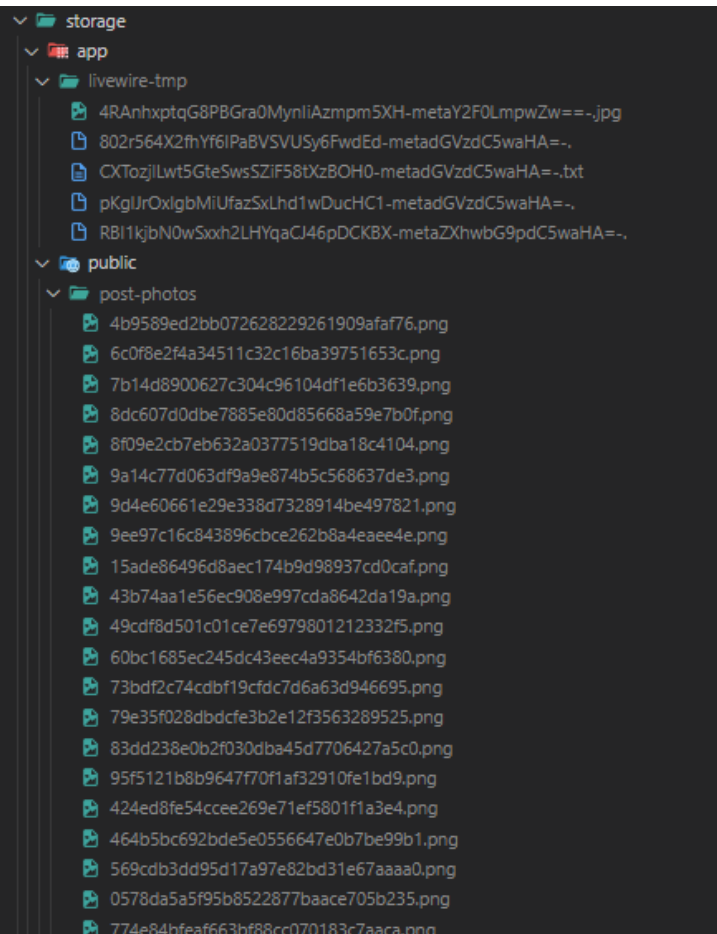 storage
app
livewire-tmp
4RAnhxptqG8PBGra0MynIiAzmpm5XH-metaY2F0LmpwZw==-.jpg
802r564X2fhYf6IPaBVSVUSy6FwdEd-metadGVzdC5waHA=-.
CXTozjILwt5GteSwsSZiF58tXzBOH0-metadGVzdC5waHA=-.txt
pKgIJrOxIgbMiUfazSxLhd1wDucHC1-metadGVzdC5waHA=-.
RBI1kjbN0wSxxh2LHYqaCJ46pDCKBX-metaZXhwbG9pdC5waHA=-.
public
post-photos
4b9589ed2bb072628229261909afaf76.png
6c0f8e2f4a34511c32c16ba39751653c.png
7b14d8900627c304c96104df1e6b3639.png
8dc607d0dbe7885e80d85668a59e7b0f.png
8f09e2cb7eb632a0377519dba18c4104.png
9a14c77d063df9a9e874b5c568637de3.png
9d4e60661e29e338d7328914be497821.png
9ee97c16c843896cbce262b8a4eaee4e.png
15ade86496d8aec174b9d98937cd0caf.png
43b74aa1e56ec908e997cda8642da19a.png
49cdf8d501c01ce7e6979801212332f5.png
60bc1685ec245dc43eec4a9354bf6380.png
73bdf2c74cdbf19cfdc7d6a63d946695.png
79e35f028dbdcfe3b2e12f3563289525.png
83dd238e0b2f030dba45d7706427a5c0.png
95f5121b8b9647f70f1af32910fe1bd9.png
424ed8fe54ccee269e71ef5801f1a3e4.png
464b5bc692bde5e0556647e0b7be99b1.png
569cdb3dd95d17a97e82bd31e67aaaa0.png
0578da5a5f95b8522877baace705b235.png
774e84bfeaf663bf88cc070183c7aaca.png